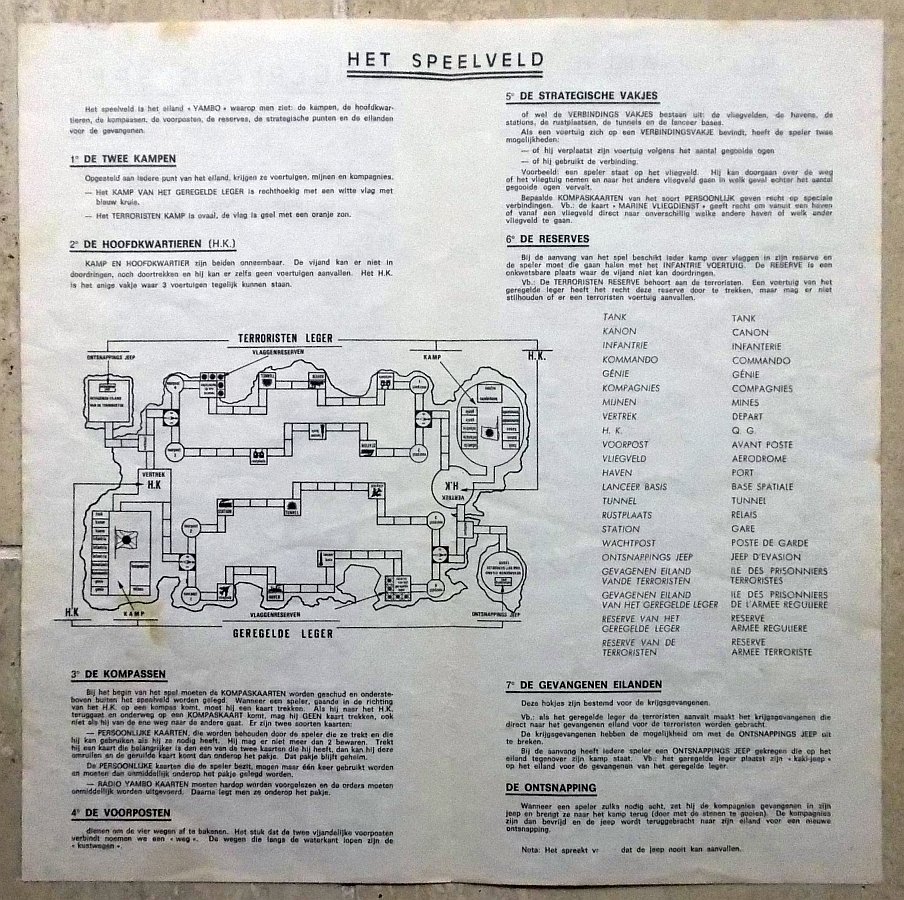 HET SPEELVELD
Het speelveld is het eiland « YAMBO » waarop men ziet: de kampen, de hoofdkwar-
tieren, de kompassen, de voorposten, de reserves, de strategische punten en de eilanden
voor de gevangenen.
1° DE TWEE KAMPEN
Opgesteld aan iedere punt van het eiland, krijgen ze voertuigen, mijnen en kompagnies.
— Het KAMP VAN HET GEREGELDE LEGER is rechthoekig met een witte vlag met
blauw kruis.
— Het TERRORISTEN KAMP is ovaal, de vlag is geel met een oranje zon.
2° DE HOOFDKWARTIEREN (H.K.)
KAMP EN HOOFDKWARTIER zijn beiden onneembaar. De vijand kan er niet in
doordringen, noch doortrekken en hij kan er zelfs geen voertuigen aanvallen. Het H.K.
is het enigs vakje waar 3 voertuigen tegelijk kunnen staan.
TERRORISTEN LEGER
ONTSNAPPINGS JEEP
VLAGGENRESERVEN
KAMP
H.K.
VERTREK
H.K
H.K.
VERTREK
H.K
KAMP
VLAGGENRESERVEN
ONTSNAPPINGS JEEP
GEREGELDE LEGER
3° DE KOMPASSEN
Bij het begin van het spel moeten de KOMPASKAARTEN worden geschud en onderste-
boven buiten het speelveld worden gelegd. Wanneer een speler, gaande in de richting
van het H.K. op een kompas komt, moet hij een kaart trekken. Als hij naar het H.K.
teruggaat en onderweg op een KOMPASKAART komt, mag hij GEEN kaart trekken, ook
niet als hij van de ene weg naar de andere gaat. Er zijn twee soorten kaarten:
— PERSOONLIJKE KAARTEN, die worden behouden door de speler die ze trekt en die
hij kan gebruiken als hij ze nodig heeft. Hij mag er niet meer dan 2 bewaren. Trekt
hij een kaart die belangrijker is dan een van de twee kaarten die hij heeft, dan kan hij deze
omruilen en de geruilde kaart komt dan onderop het pakje. Dat pakje blijft geheim.
De PERSOONLIJKE kaarten die de speler bezit, mogen maar één keer gebruikt worden
en moeten dan onmiddellijk onderop het pakje gelegd worden.
— RADIO YAMBO KAARTEN moeten hardop worden voorgelezen en de orders moeten
onmiddellijk worden uitgevoerd. Daarna legt men ze onderop het pakje.
4° DE VOORPOSTEN
dienen om de vier wegen af te bakenen. Het stuk dat de twee vijandelijke voorposten
verbindt noemen we een « weg ». De wegen die langs de waterkant lopen zijn de
« kustwegen ».
5° DE STRATEGISCHE VAKJES
of wel de VERBINDINGS VAKJES bestaan uit: de vliegvelden, de havens, de
stations, de rustplaatsen, de tunnels en de lanceer bases.
Als een voertuig zich op een VERBINDINGSVAKJE bevindt, heeft de speler twee
mogelijkheden:
— of hij verplaatst zijn voertuig volgens het aantal gegooide ogen
— of hij gebruikt de verbinding.
Voorbeeld: een speler staat op het vliegveld. Hij kan doorgaan over de weg
of het vliegtuig nemen en naar het andere vliegveld gaan in welk geval echter het aantal
gegooide ogen vervalt.
Bepaalde KOMPASKAARTEN van het soort PERSOONLIJK geven recht op speciale
verbindingen. Vb.: de kaart « MARINE VLIEGDIENST » geeft recht om vanuit een haven
of vanaf een vliegveld direct naar onverschillig welke andere haven of welk ander
vliegveld te gaan.
6° DE RESERVES
Bij de aanvang van het spel beschikt ieder kamp over vlaggen in zijn reserve en
de speler moet die gaan halen met het INFANTRIE VOERTUIG. De RESERVE is een
onkwetsbare plaats waar de vijand niet kan doordringen.
Vb.: De TERRORISTEN RESERVE behoort aan de terroristen. Een voertuig van het
geregelde leger heeft het recht deze reserve door te trekken, maar mag er niet
stilhouden of er een terroristen voertuig aanvallen.
TANK TANK
KANON CANON
INFANTRIE INFANTERIE
KOMMANDO COMMANDO
GÉNIE GÉNIE
KOMPAGNIES COMPAGNIES
MIJNEN MINES
VERTREK DEPART
H. K. Q. G.
VOORPOST AVANT POSTE
VLIEGVELD AERODROME
HAVEN PORT
LANCEER BASIS BASE SPATIALE
TUNNEL TUNNEL
RUSTPLAATS RELAIS
STATION GARE
WACHTPOST POSTE DE GARDE
ONTSNAPPINGS JEEP JEEP D'EVASION
GEVAGENEN EILAND ILE DES PRISONNIERS
VANDE TERRORISTEN TERRORISTES
GEVAGENEN EILAND ILE DES PRISONNIERS
VAN HET GEREGELDE LEGER DE L'ARMEE REGULIERE
RESERVE VAN HET RESERVE
GEREGELDE LEGER ARMEE REGULIERE
RESERVE VAN DE RESERVE
TERRORISTEN ARMEE TERRORISTE
7° DE GEVANGENEN EILANDEN
Deze hokjes zijn bestemd voor de krijgsgevangenen.
Vb.: als het geregelde leger de terroristen aanvalt maakt het krijgsgevangenen die
direct naar het gevangenen eiland voor de terroristen worden gebracht.
De krijgsgevangenen hebben de mogelijkheid om met de ONTSNAPPINGS JEEP uit
te breken.
Bij de aanvang heeft iedere speler een ONTSNAPPINGS JEEP gekregen die op het
eiland tegenover zijn kamp staat. Vb.: het geregelde leger plaatst zijn « kaki-jeep »
op het eiland voor de gevangenen van het geregelde leger.
DE ONTSNAPPING
Wanneer een speler zulks nodig acht, zet hij de kompagnies gevangenen in zijn
jeep en brengt ze naar het kamp terug (door met de stenen te gooien). De kompagnies
zijn dan bevrijd en de jeep wordt teruggebracht naar zijn eiland voor een nieuwe
ontsnapping.
Nota: Het spreekt v dat de jeep nooit kan aanvallen.